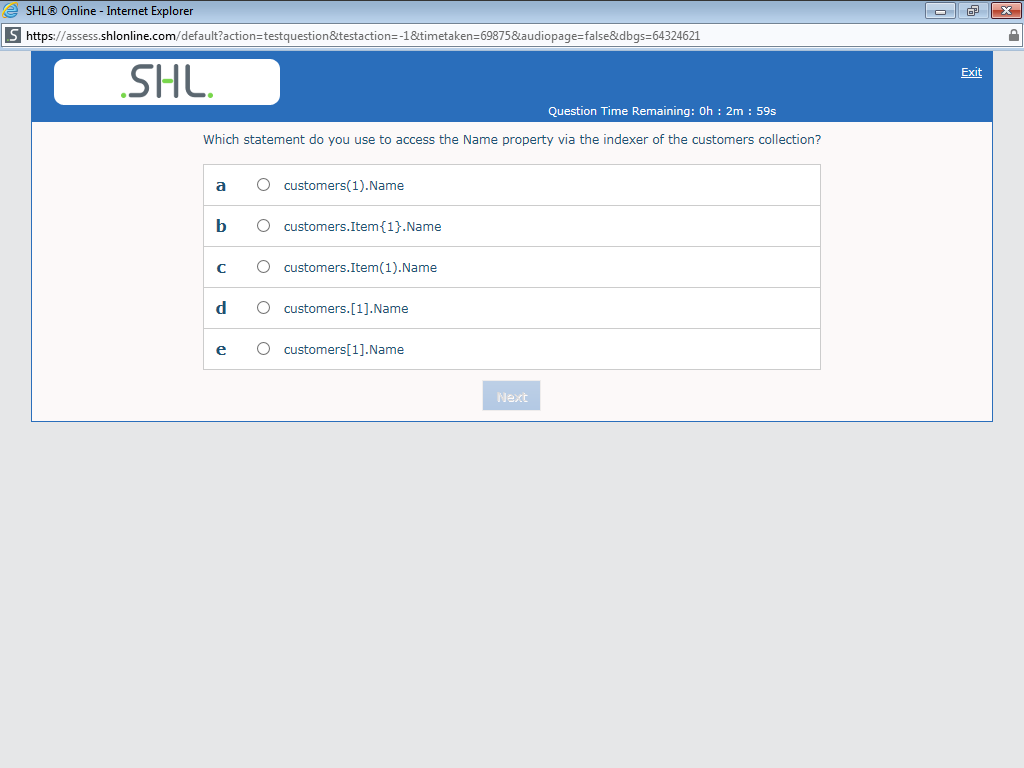 SHL® Online - Internet Explorer
https://assess.shlonline.com/default?action=testquestion&testaction=-1&timetaken=69875&audiopage=false&dbgs=64324621
.SHL.
Exit
Question Time Remaining: 0h : 2m : 59s
Which statement do you use to access the Name property via the indexer of the customers collection?
a customers(1).Name
b customers.Item{1}.Name
c customers.Item(1).Name
d customers.[1].Name
e customers[1].Name
Next